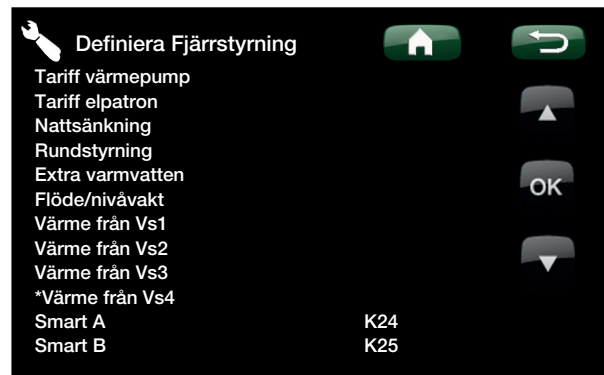 Definiera Fjärrstyrning
Tariff värmepump
Tariff elpatron
Nattsänkning
Rundstyrning
Extra varmvatten
OK
Flöde/nivåvakt
Värme från Vs1
Värme från Vs2
Värme från Vs3
*Värme från Vs4
Smart A K24
Smart B K25